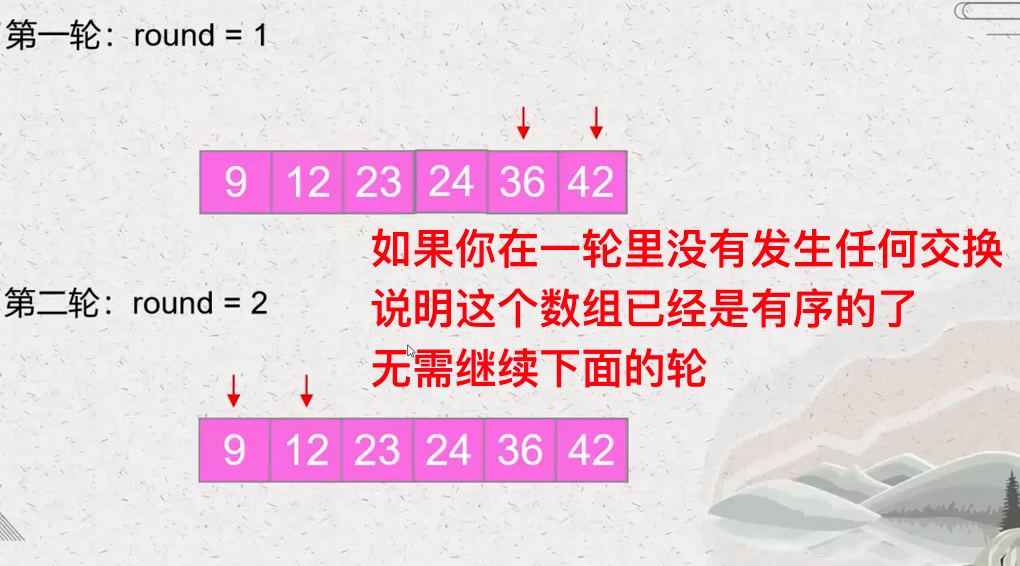 第一轮：round = 1
9 12 23 24 36 42
如果你在一轮里没有发生任何交换
说明这个数组已经是有序的了
无需继续下面的轮
第二轮：round = 2
9 12 23 24 36 42